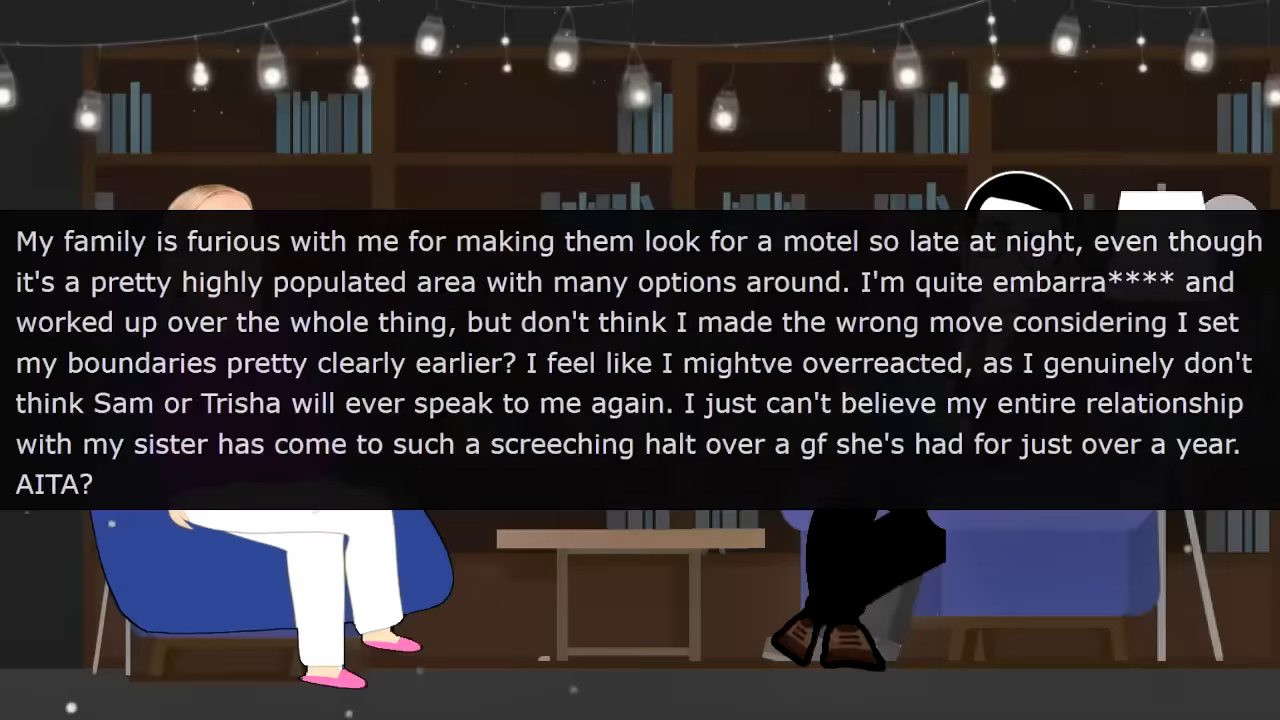 My family is furious with me for making them look for a motel so late at night, even though
it's a pretty highly populated area with many options around. I'm quite embarra**** and
worked up over the whole thing, but don't think I made the wrong move considering I set
my boundaries pretty clearly earlier? I feel like I mightve overreacted, as I genuinely don't
think Sam or Trisha will ever speak to me again. I just can't believe my entire relationship
with my sister has come to such a screeching halt over a gf she's had for just over a year.
AITA?